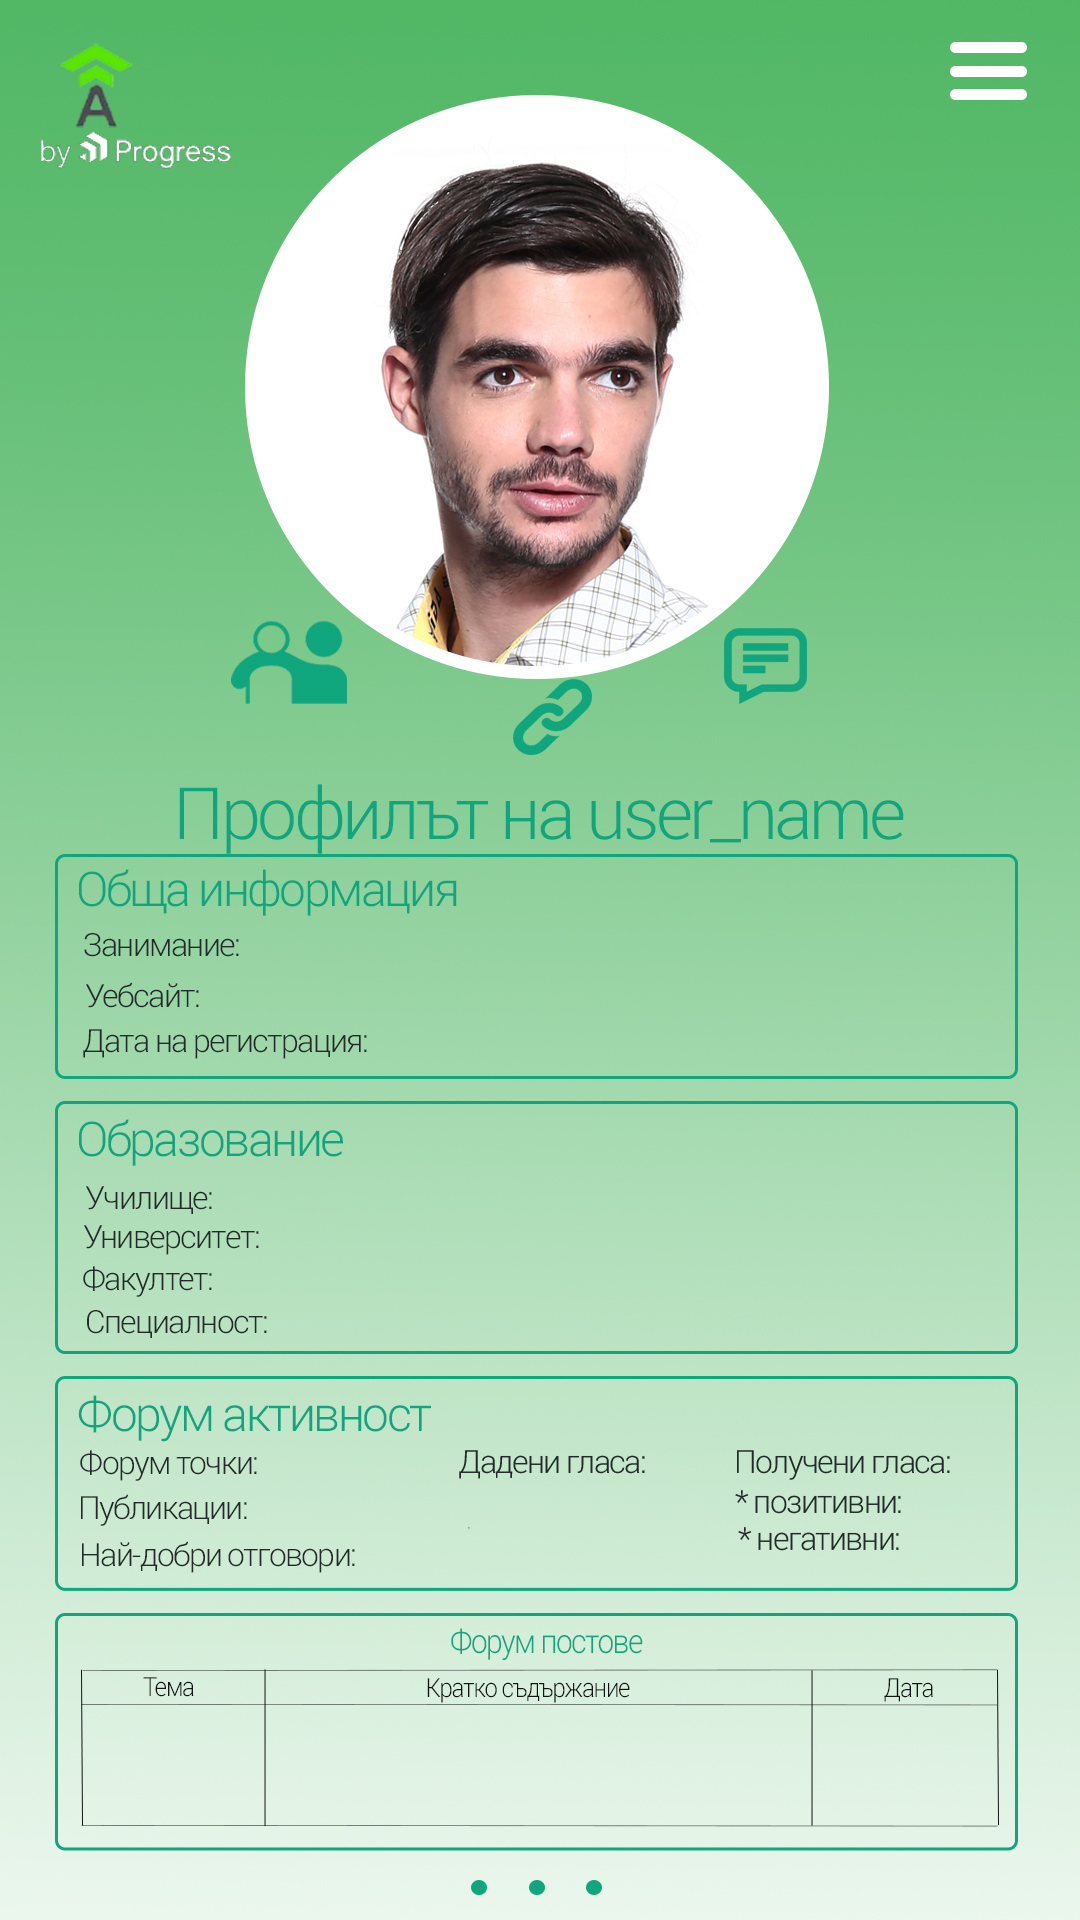 A
by Progress
Профилът на user_name
Обща информация
Занимание:
Уебсайт:
Дата на регистрация:
Образование
Училище:
Университет:
Факултет:
Специалност:
Форум активност
Форум точки: Дадени гласа: Получени гласа:
Публикации: * позитивни:
* негативни:
Най-добри отговори:
Форум постове
Тема Кратко съдържание Дата